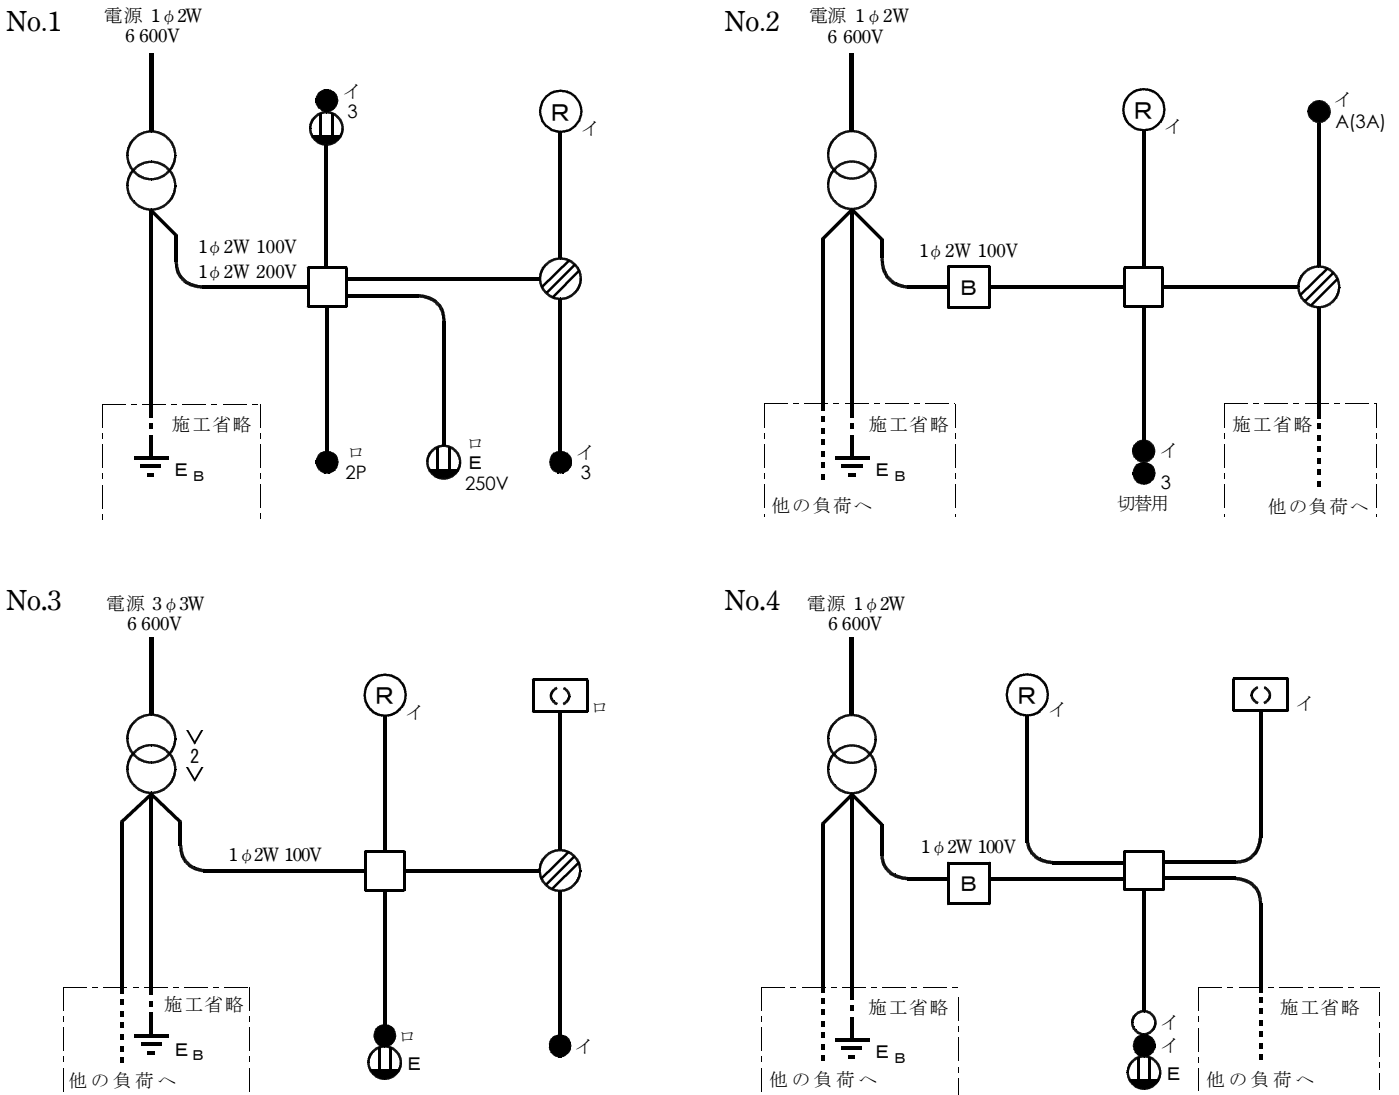 No.1
電源 1φ2W
6 600V
イ
3
R
イ
1φ2W 100V
1φ2W 200V
施工省略
EB
ロ
2P
ロ
E
250V
イ
3
No.2
電源 1φ2W
6 600V
R
イ
イ
A(3A)
1φ2W 100V
B
施工省略
EB
他の負荷へ
イ
3
切替用
施工省略
他の負荷へ
No.3
電源 3φ3W
6 600V
V
2
V
R
イ
( )
ロ
1φ2W 100V
施工省略
EB
他の負荷へ
ロ
E
イ
No.4
電源 1φ2W
6 600V
R
イ
( )
イ
1φ2W 100V
B
施工省略
EB
他の負荷へ
イ
イ
E
施工省略
他の負荷へ